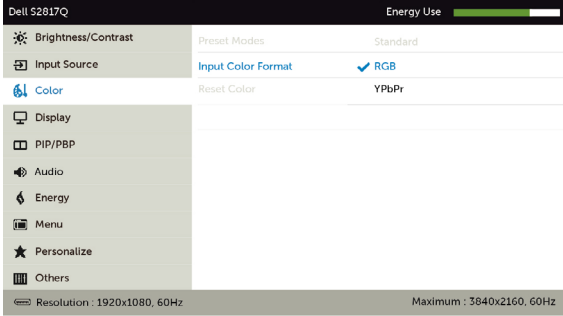 Dell S2817Q Energy Use
Brightness/Contrast Preset Modes Standard
Input Source Input Color Format RGB
Color Reset Color YPbPr
Display
PIP/PBP
Audio
Energy
Menu
Personalize
Others
Resolution : 1920x1080, 60Hz Maximum : 3840x2160, 60Hz